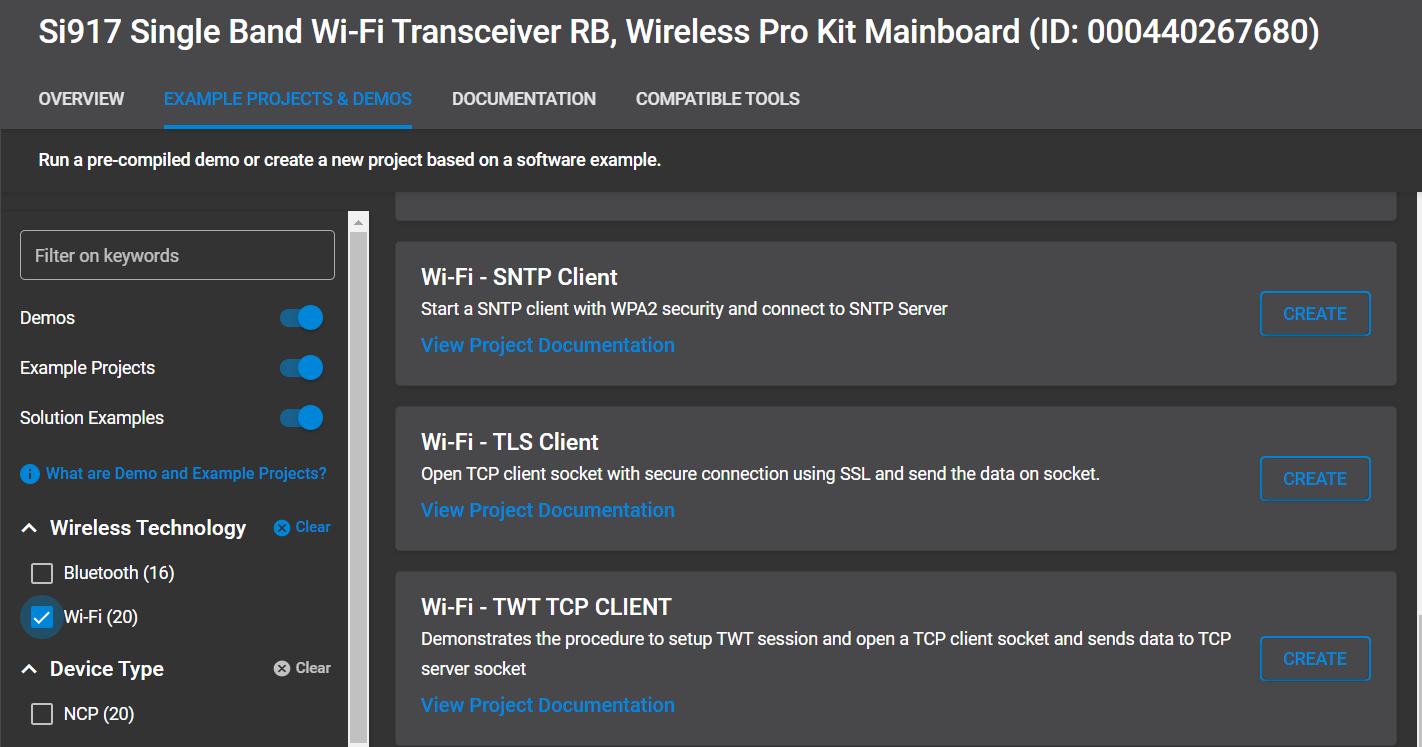 Si917 Single Band Wi-Fi Transceiver RB, Wireless Pro Kit Mainboard (ID: 000440267680)
OVERVIEW
EXAMPLE PROJECTS & DEMOS
DOCUMENTATION
COMPATIBLE TOOLS
Run a pre-compiled demo or create a new project based on a software example.
Filter on keywords
Demos
Example Projects
Solution Examples
What are Demo and Example Projects?
Wireless Technology
Clear
Bluetooth (16)
Wi-Fi (20)
Device Type
Clear
NCP (20)
Wi-Fi - SNTP Client
Start a SNTP client with WPA2 security and connect to SNTP Server
View Project Documentation
CREATE
Wi-Fi - TLS Client
Open TCP client socket with secure connection using SSL and send the data on socket.
View Project Documentation
CREATE
Wi-Fi - TWT TCP CLIENT
Demonstrates the procedure to setup TWT session and open a TCP client socket and sends data to TCP
server socket
View Project Documentation
CREATE